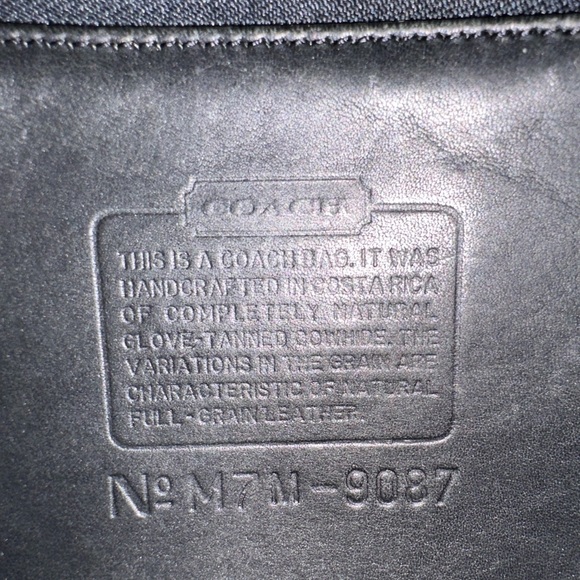 COACH
THIS IS A COACH BAG. IT WAS
HANDCRAFTED IN COSTA RICA
OF COMPLETELY NATURAL
GLOVE-TANNED COWHIDE. THE
VARIATIONS IN THE GRAIN ARE
CHARACTERISTIC OF NATURAL
FULL-GRAIN LEATHER.
No M7M-9087